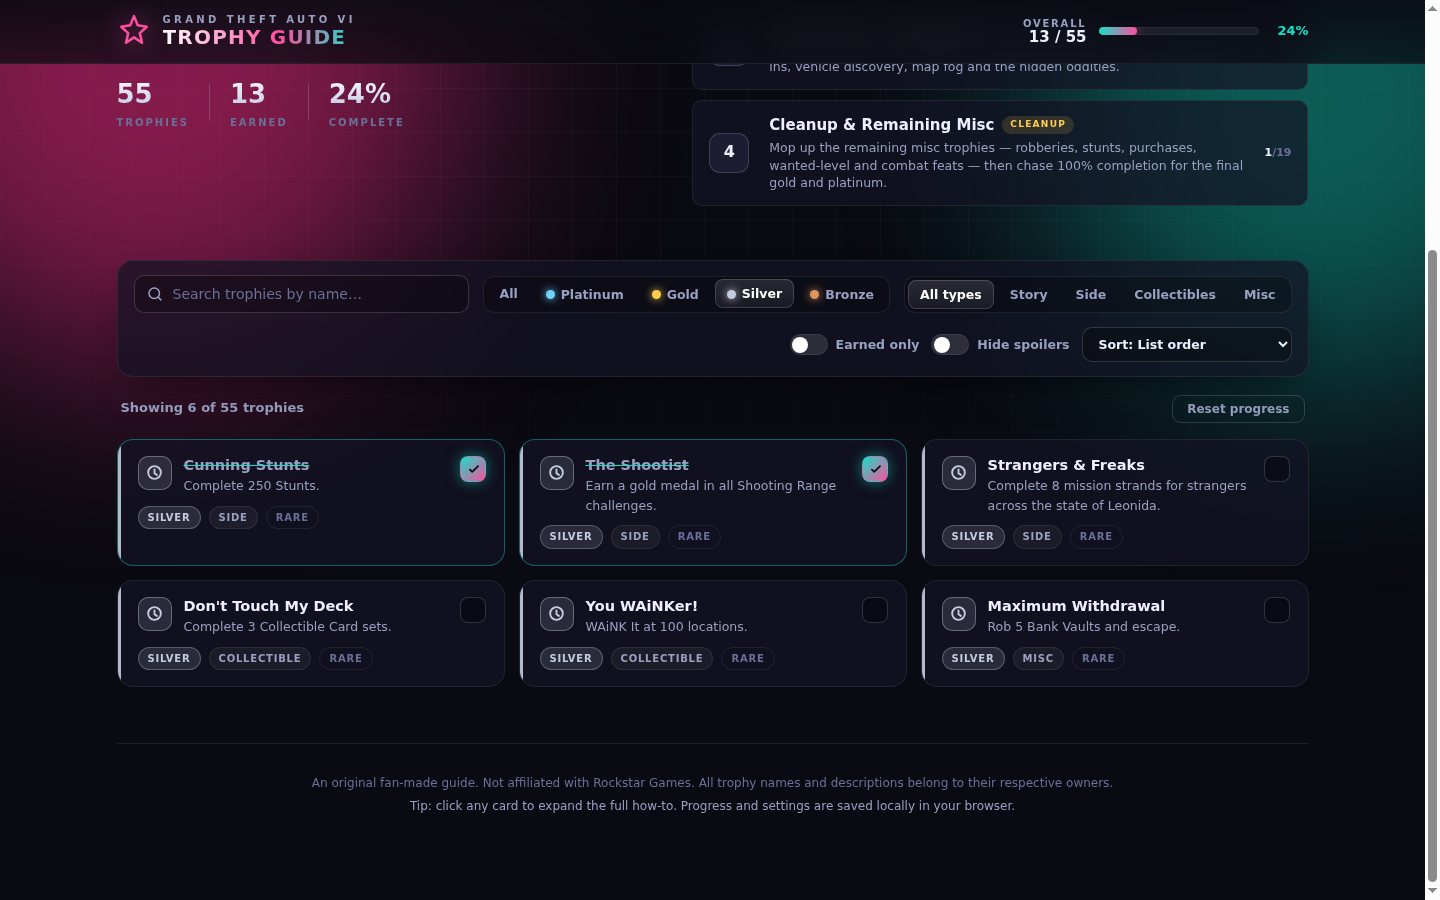 GRAND THEFT AUTO VI
TROPHY GUIDE
OVERALL
13 / 55
24%
55
TROPHIES
13
EARNED
24%
COMPLETE
ins, vehicle discovery, map fog and the hidden oddities.
4
Cleanup & Remaining Misc
CLEANUP
Mop up the remaining misc trophies — robberies, stunts, purchases,
wanted-level and combat feats — then chase 100% completion for the final
gold and platinum.
1/19
Search trophies by name...
All
Platinum
Gold
Silver
Bronze
All types
Story
Side
Collectibles
Misc
Earned only
Hide spoilers
Sort: List order
Showing 6 of 55 trophies
Reset progress
Cunning Stunts
Complete 250 Stunts.
SILVER
SIDE
RARE
The Shootist
Earn a gold medal in all Shooting Range
challenges.
SILVER
SIDE
RARE
Strangers & Freaks
Complete 8 mission strands for strangers
across the state of Leonida.
SILVER
SIDE
RARE
Don't Touch My Deck
Complete 3 Collectible Card sets.
SILVER
COLLECTIBLE
RARE
You WAiNKer!
WAiNK It at 100 locations.
SILVER
COLLECTIBLE
RARE
Maximum Withdrawal
Rob 5 Bank Vaults and escape.
SILVER
MISC
RARE
An original fan-made guide. Not affiliated with Rockstar Games. All trophy names and descriptions belong to their respective owners.
Tip: click any card to expand the full how-to. Progress and settings are saved locally in your browser.